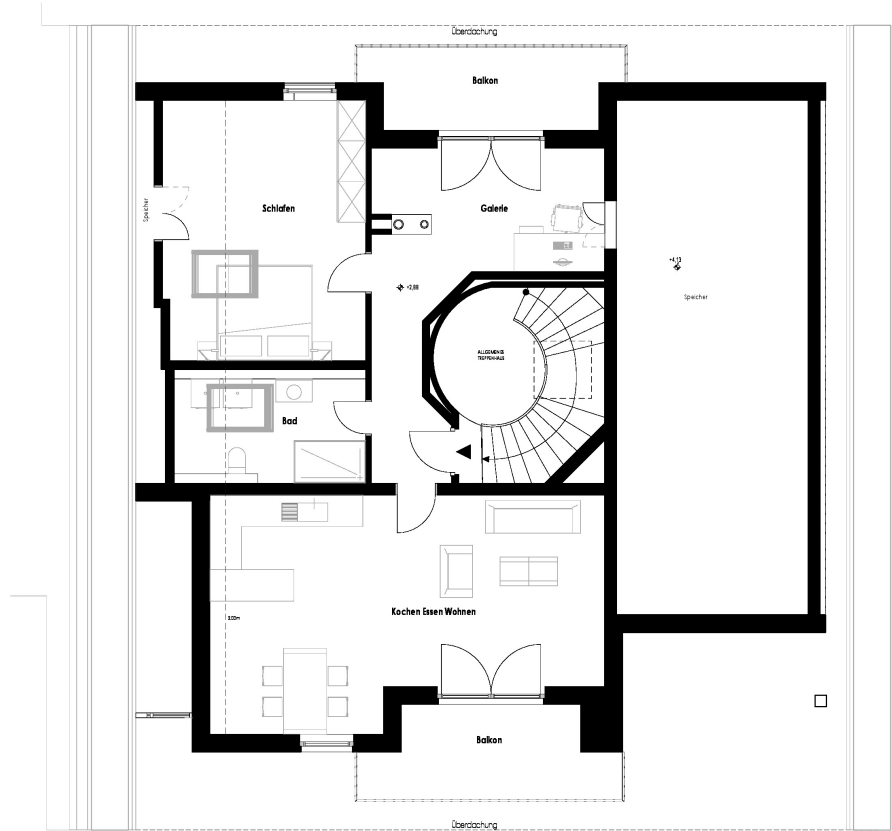 Überdachung
Balkon
Speicher
Schlafen
Galerie
+4,13
+2,88
Speicher
ALLGEMEINES
TREPPENHAUS
Bad
Kochen Essen Wohnen
2,00m
Balkon
Überdachung